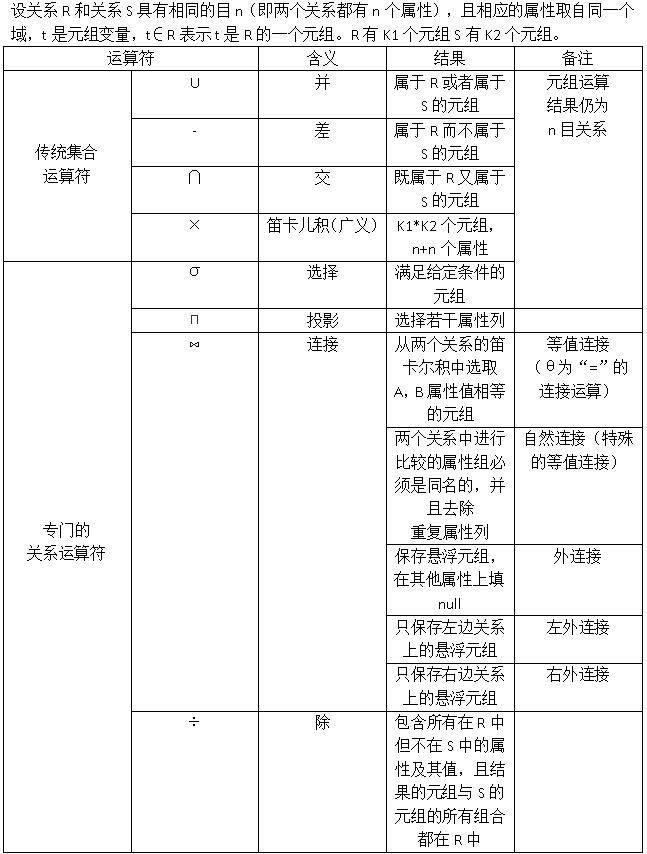 设关系 R 和关系 S 具有相同的目 n（即两个关系都有 n 个属性），且相应的属性取自同一个
域，t 是元组变量，t∈R 表示 t 是 R 的一个元组。R 有 K1 个元组 S 有 K2 个元组。
运算符 含义 结果 备注
传统集合
运算符
∪ 并 属于 R 或者属于
S 的元组
元组运算
结果仍为
n 目关系
- 差 属于 R 而不属于
S 的元组
∩ 交 既属于 R 又属于
S 的元组
× 笛卡儿积（广义） K1*K2 个元组，
n+n 个属性
专门的
关系运算符
σ 选择 满足给定条件的
元组
Π 投影 选择若干属性列
⋈ 连接 从两个关系的笛
卡尔积中选取
A，B 属性值相等
的元组
等值连接
（θ为“=”的
连接运算）
两个关系中进行
比较的属性组必
须是同名的，并
且去除
重复属性列
自然连接（特殊
的等值连接）
保存悬浮元组，
在其他属性上填
null
外连接
只保存左边关系
上的悬浮元组
左外连接
只保存右边关系
上的悬浮元组
右外连接
÷ 除 包含所有在 R 中
但不在 S 中的属
性及其值，且结
果的元组与 S 的
元组的所有组合
都在 R 中